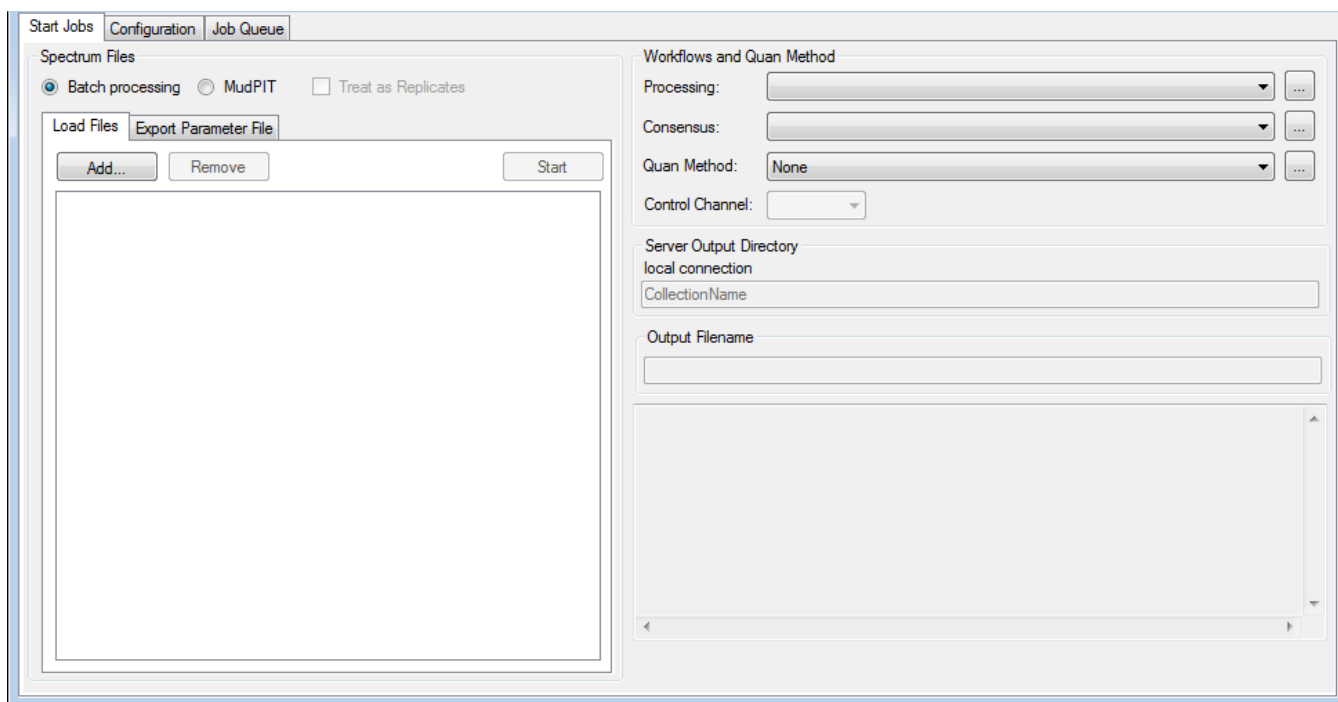 Start Jobs Configuration Job Queue
Spectrum Files
Batch processing MudPIT Treat as Replicates
Load Files Export Parameter File
Add... Remove Start
Workflows and Quan Method
Processing: ...
Consensus: ...
Quan Method: None ...
Control Channel:
Server Output Directory
local connection
CollectionName
Output Filename